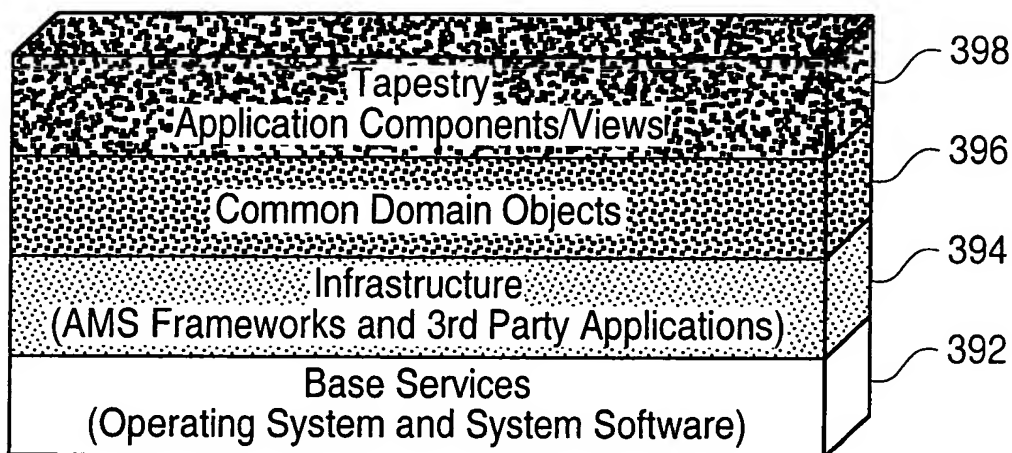 Tapestry
Application Components/Views
398
Common Domain Objects
396
Infrastructure
(AMS Frameworks and 3rd Party Applications)
394
Base Services
(Operating System and System Software)
392